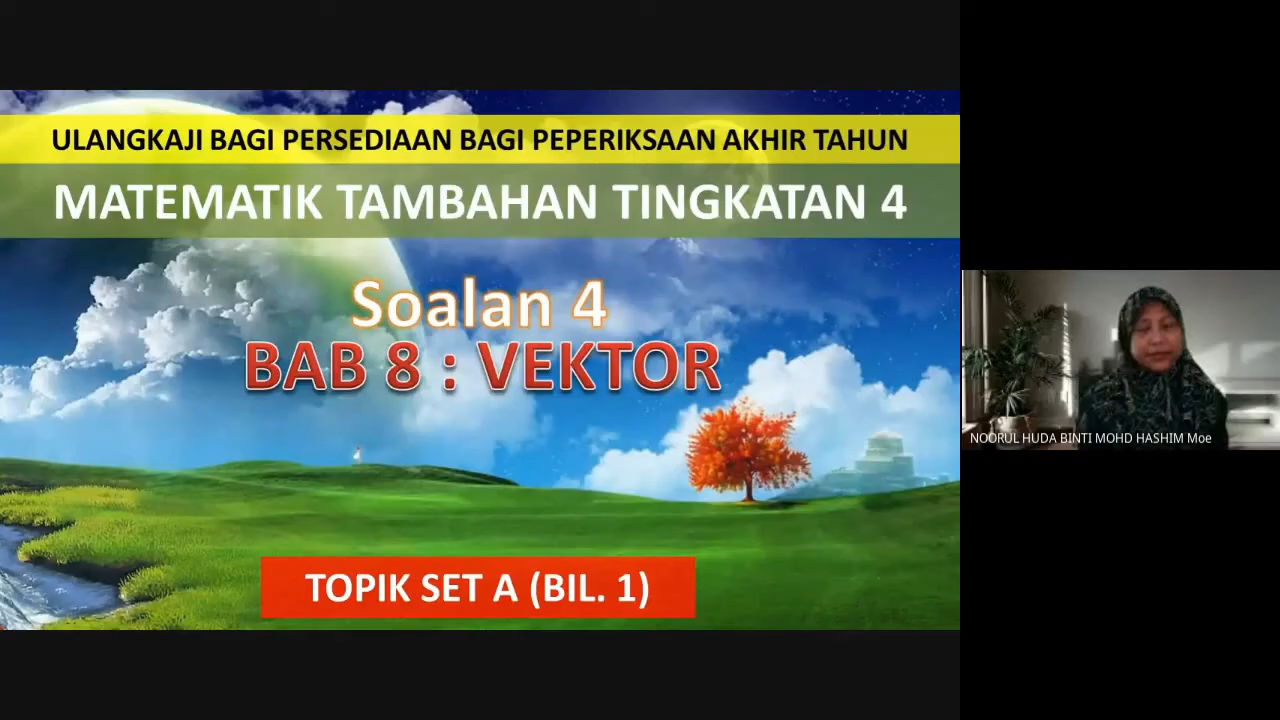 ULANGKAJI BAGI PERSEDIAAN BAGI PEPERIKSAAN AKHIR TAHUN
MATEMATIK TAMBAHAN TINGKATAN 4
Soalan 4
BAB 8 : VEKTOR
TOPIK SET A (BIL. 1)
NOORUL HUDA BINTI MOHD HASHIM Moe